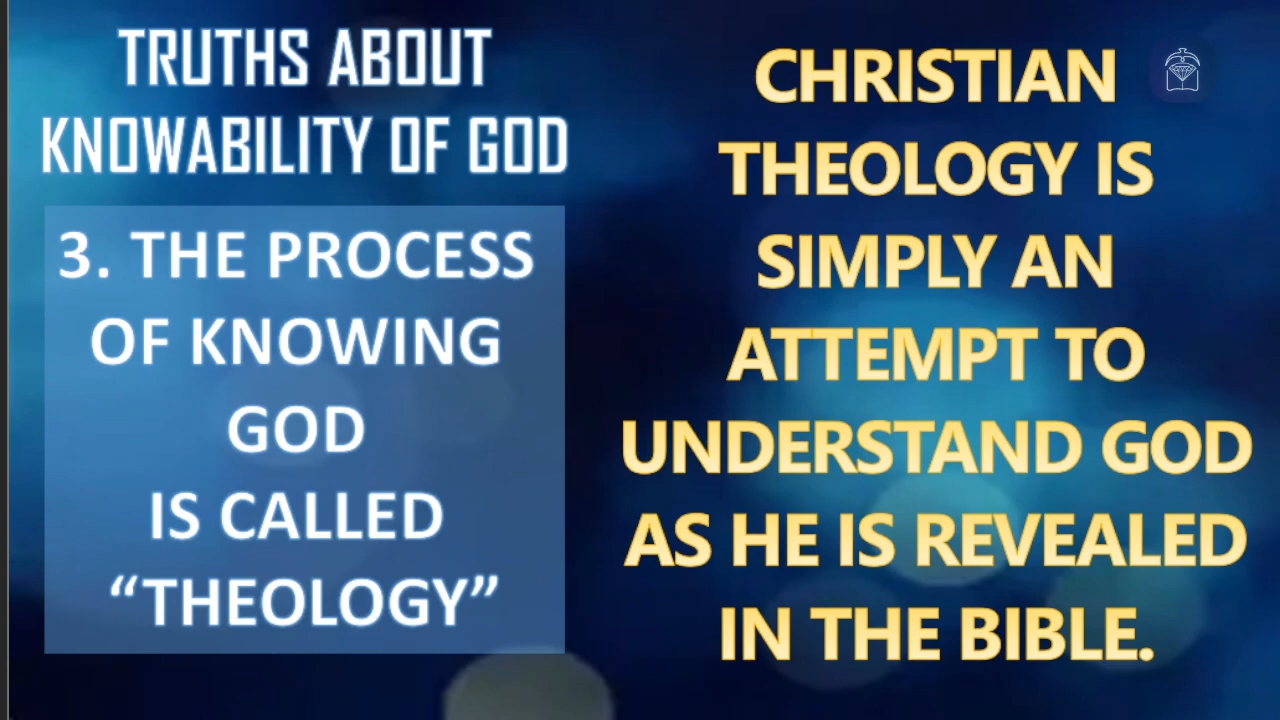 TRUTHS ABOUT
KNOWABILITY OF GOD
3. THE PROCESS
OF KNOWING
GOD
IS CALLED
“THEOLOGY”
CHRISTIAN
THEOLOGY IS
SIMPLY AN
ATTEMPT TO
UNDERSTAND GOD
AS HE IS REVEALED
IN THE BIBLE.